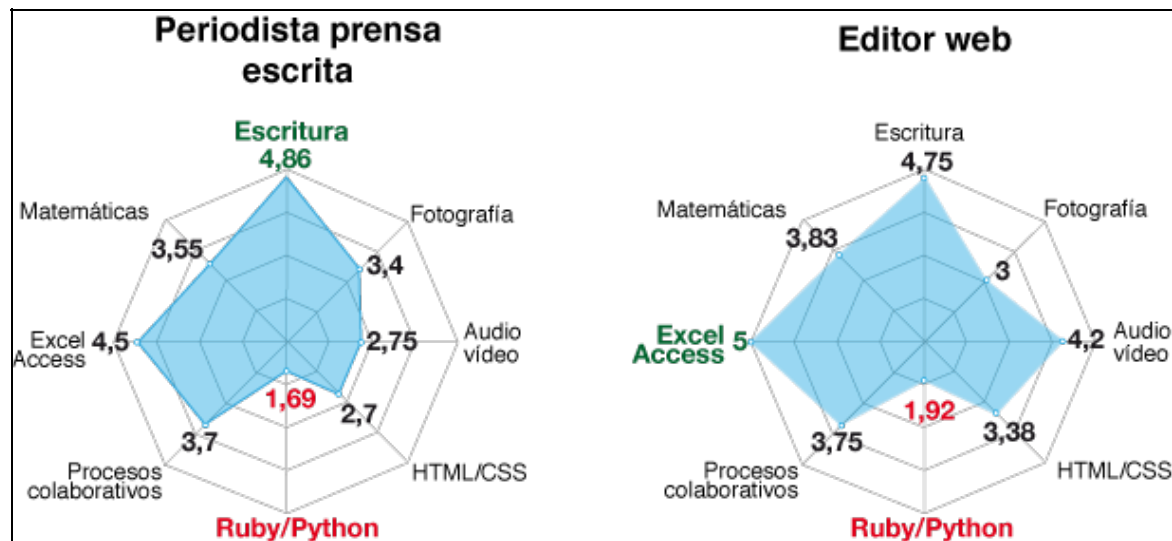 Periodista prensa
escrita
Escritura
4,86
Matemáticas
3,55
Fotografía
3,4
Excel
Access
4,5
2,75
Audio
vídeo
1,69
2,7
3,7
Procesos
colaborativos
HTML/CSS
Ruby/Python
Editor web
Escritura
4,75
Matemáticas
3,83
Fotografía
3
Excel
Access
5
4,2
Audio
vídeo
1,92
3,38
3,75
Procesos
colaborativos
HTML/CSS
Ruby/Python